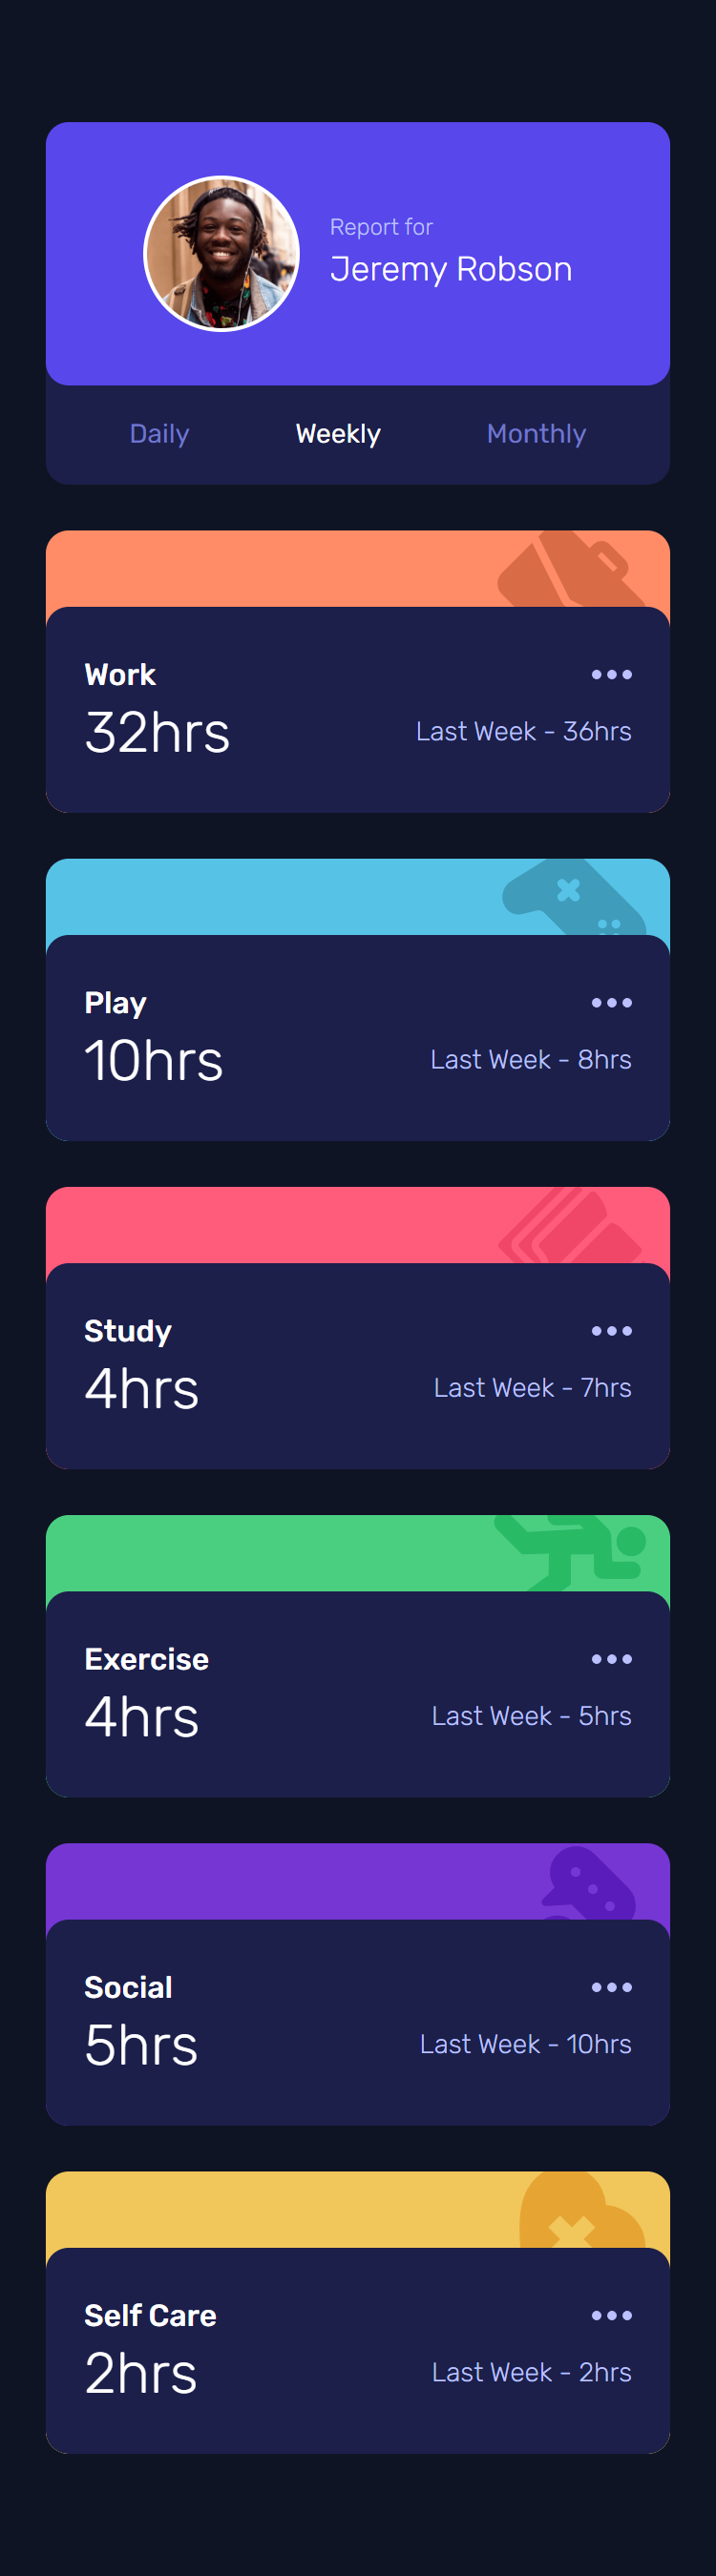 Report for
Jeremy Robson
Daily Weekly Monthly
Work
32hrs Last Week - 36hrs
Play
10hrs Last Week - 8hrs
Study
4hrs Last Week - 7hrs
Exercise
4hrs Last Week - 5hrs
Social
5hrs Last Week - 10hrs
Self Care
2hrs Last Week - 2hrs